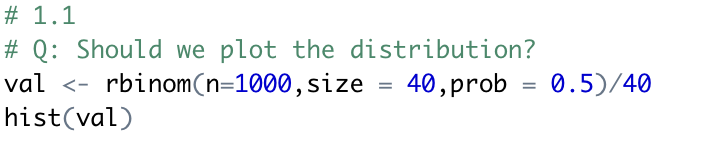 # 1.1
# Q: Should we plot the distribution?
val <- rbinom(n=1000,size = 40,prob = 0.5)/40
hist(val)